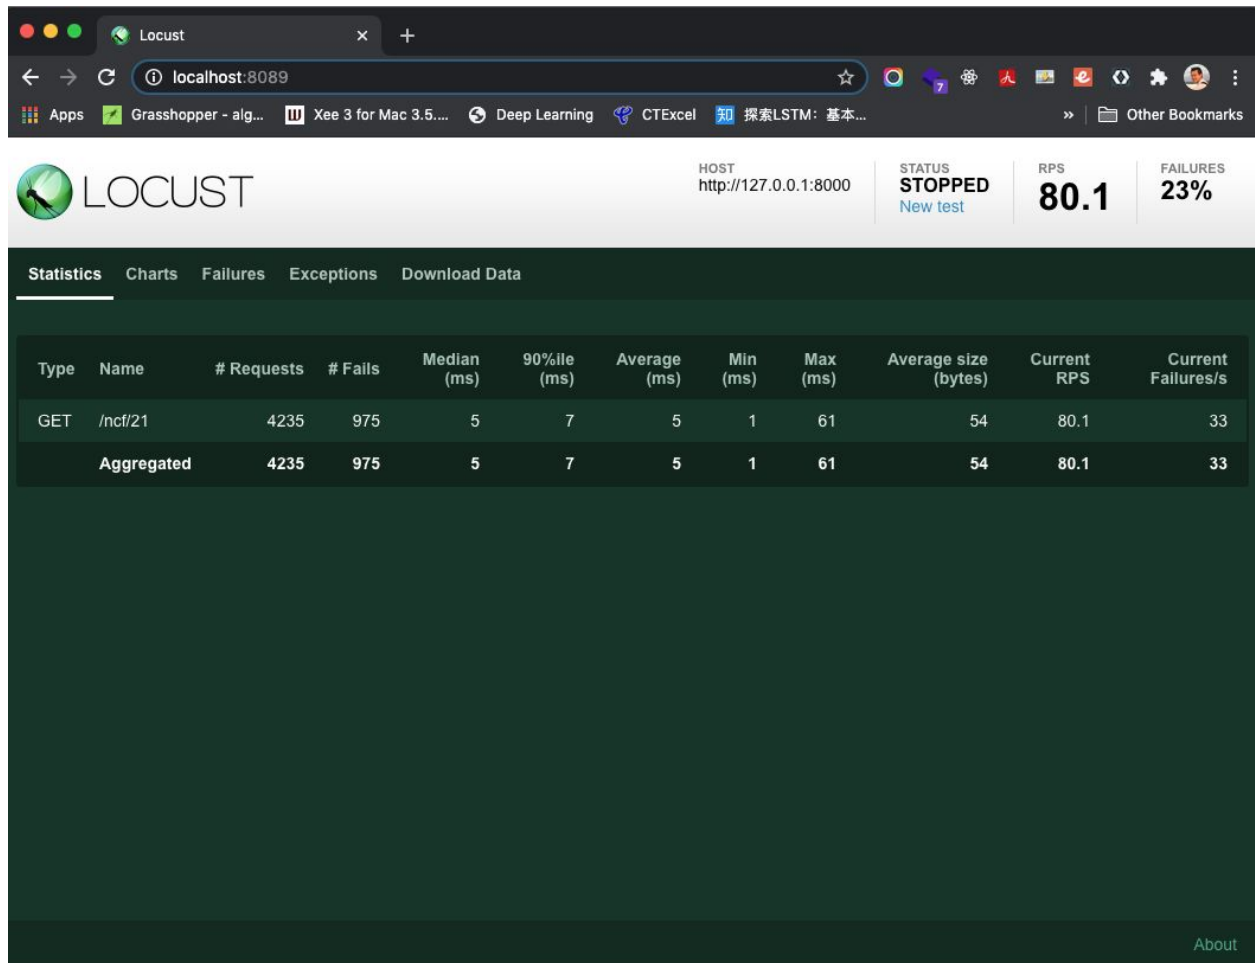 Locust
localhost:8089
7
Apps Grasshopper - alg... Xee 3 for Mac 3.5.... Deep Learning CTExcel 知 探索LSTM：基本... » Other Bookmarks
LOCUST
HOST
http://127.0.0.1:8000
STATUS
STOPPED
New test
RPS
80.1
FAILURES
23%
Statistics Charts Failures Exceptions Download Data
Type Name # Requests # Fails Median (ms) 90%ile (ms) Average (ms) Min (ms) Max (ms) Average size (bytes) Current RPS Current Failures/s
GET /ncf/21 4235 975 5 7 5 1 61 54 80.1 33
Aggregated 4235 975 5 7 5 1 61 54 80.1 33
About